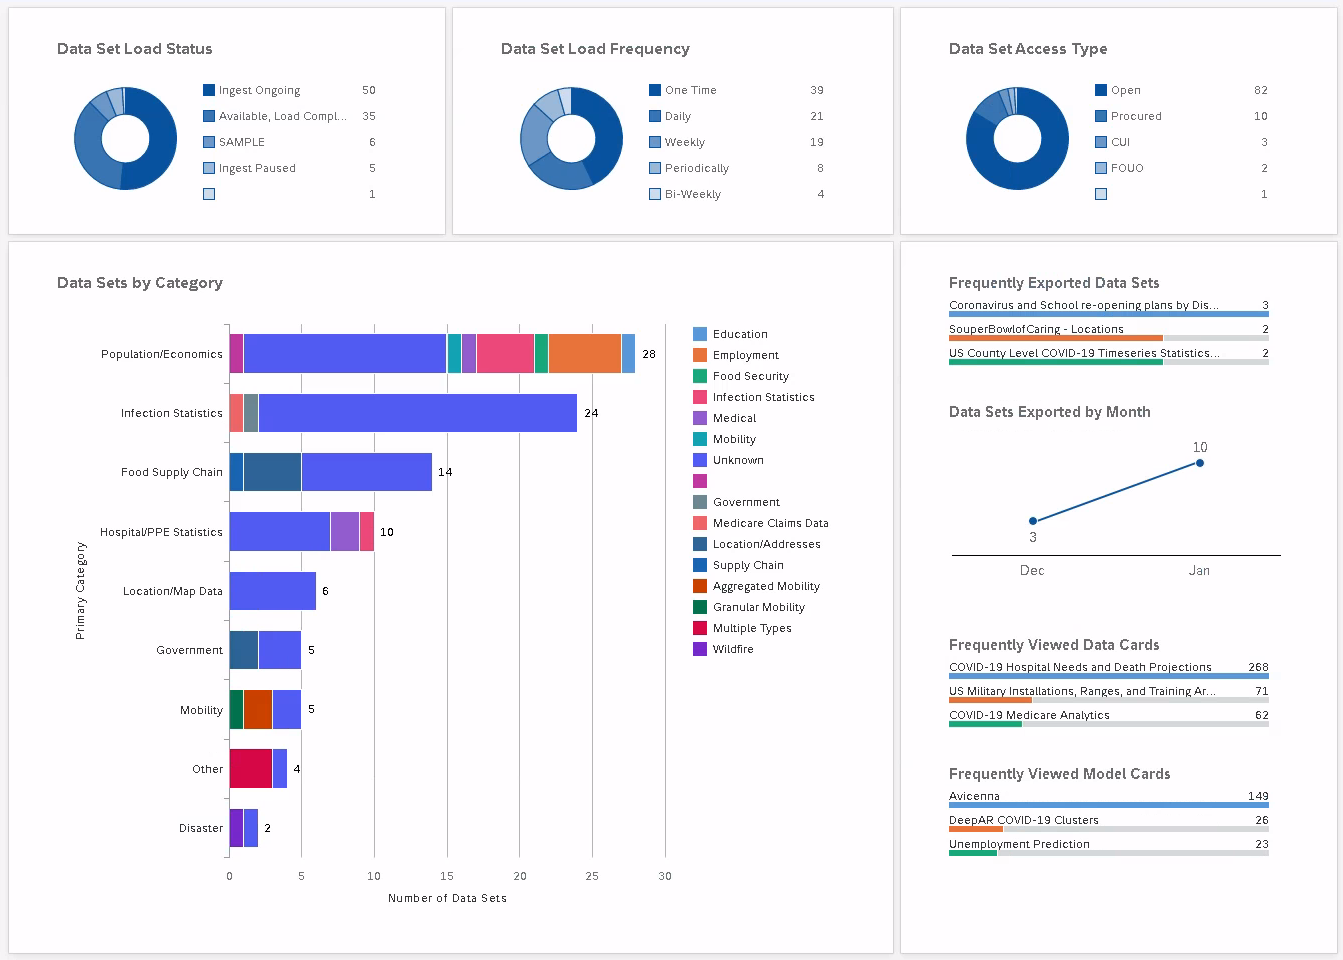 Data Set Load Status
Ingest Ongoing 50
Available, Load Compl... 35
SAMPLE 6
Ingest Paused 5
1
Data Set Load Frequency
One Time 39
Daily 21
Weekly 19
Periodically 8
Bi-Weekly 4
Data Set Access Type
Open 82
Procured 10
CUI 3
FOUO 2
1
Data Sets by Category
Primary Category
Population/Economics 28
Infection Statistics 24
Food Supply Chain 14
Hospital/PPE Statistics 10
Location/Map Data 6
Government 5
Mobility 5
Other 4
Disaster 2
0 5 10 15 20 25 30
Number of Data Sets
Education
Employment
Food Security
Infection Statistics
Medical
Mobility
Unknown
Government
Medicare Claims Data
Location/Addresses
Supply Chain
Aggregated Mobility
Granular Mobility
Multiple Types
Wildfire
Frequently Exported Data Sets
Coronavirus and School re-opening plans by Dis... 3
SouperBowlofCaring - Locations 2
US County Level COVID-19 Timeseries Statistics... 2
Data Sets Exported by Month
10
3
Dec Jan
Frequently Viewed Data Cards
COVID-19 Hospital Needs and Death Projections 268
US Military Installations, Ranges, and Training Ar... 71
COVID-19 Medicare Analytics 62
Frequently Viewed Model Cards
Avicenna 149
DeepAR COVID-19 Clusters 26
Unemployment Prediction 23